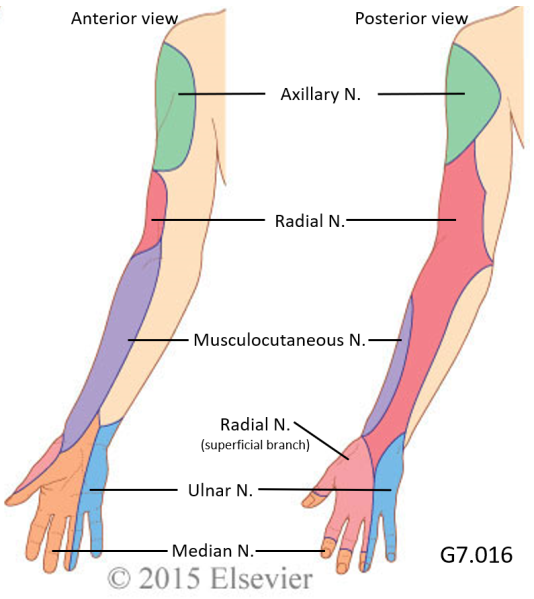 Anterior view
Posterior view
Axillary N.
Radial N.
Musculocutaneous N.
Radial N.
(superficial branch)
Ulnar N.
Median N.
G7.016
© 2015 Elsevier